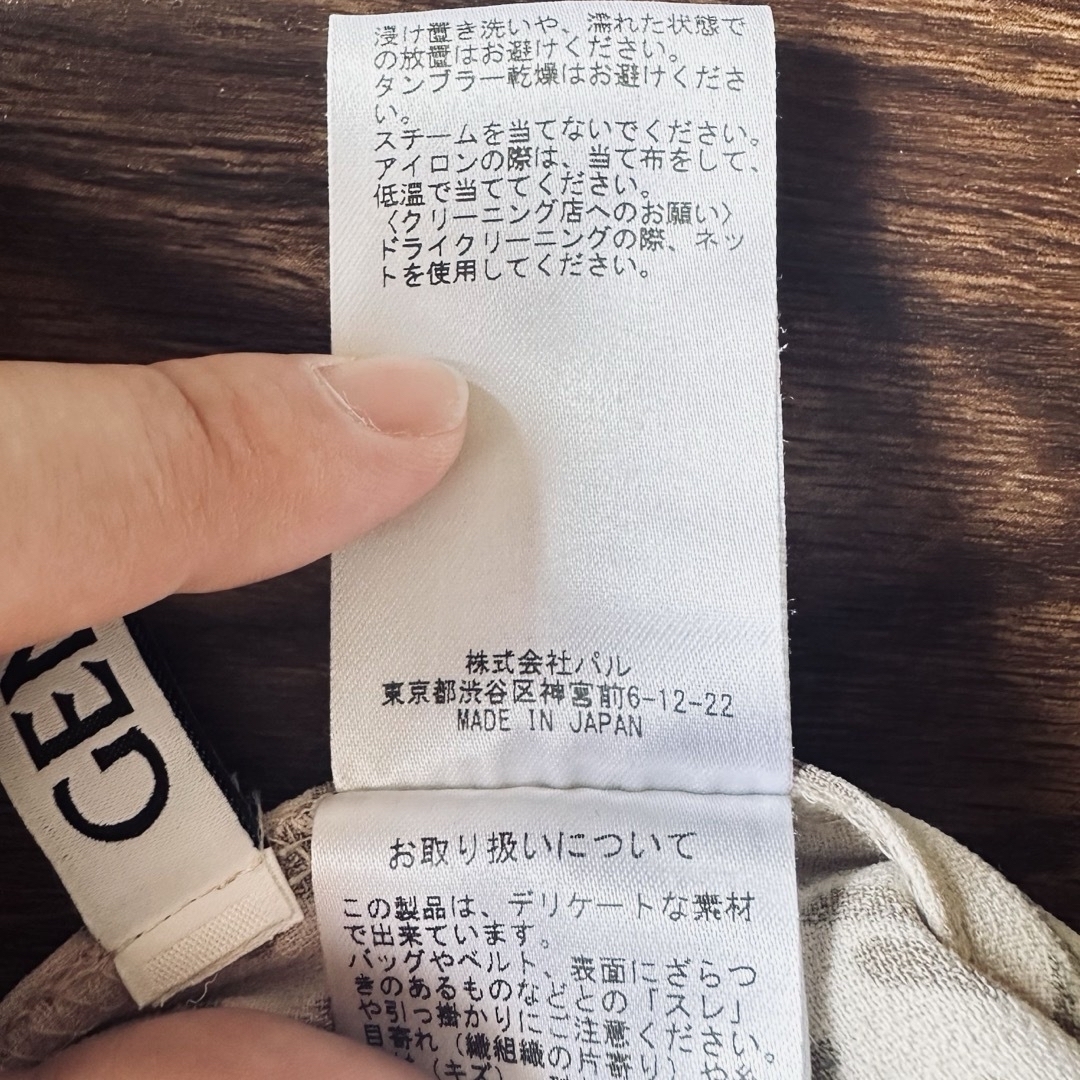 浸け置き洗いや、濡れた状態で
の放置はお避けください。
タンブラー乾燥はお避けくださ
い。
スチームを当てないでください。
アイロンの際は、当て布をして、
低温で当ててください。
〈クリーニング店へのお願い〉
ドライクリーニングの際、ネッ
トを使用してください。
株式会社パル
東京都渋谷区神宮前6-12-22
MADE IN JAPAN
GEM
お取り扱いについて
この製品は、デリケートな素材
で出来ています。
バッグやベルト、表面にざらつ
きのあるものなどとの「スレ」
や引っ掛かりにご注意ください。
目寄れ（繊組織の片寄り）や
（キズ）